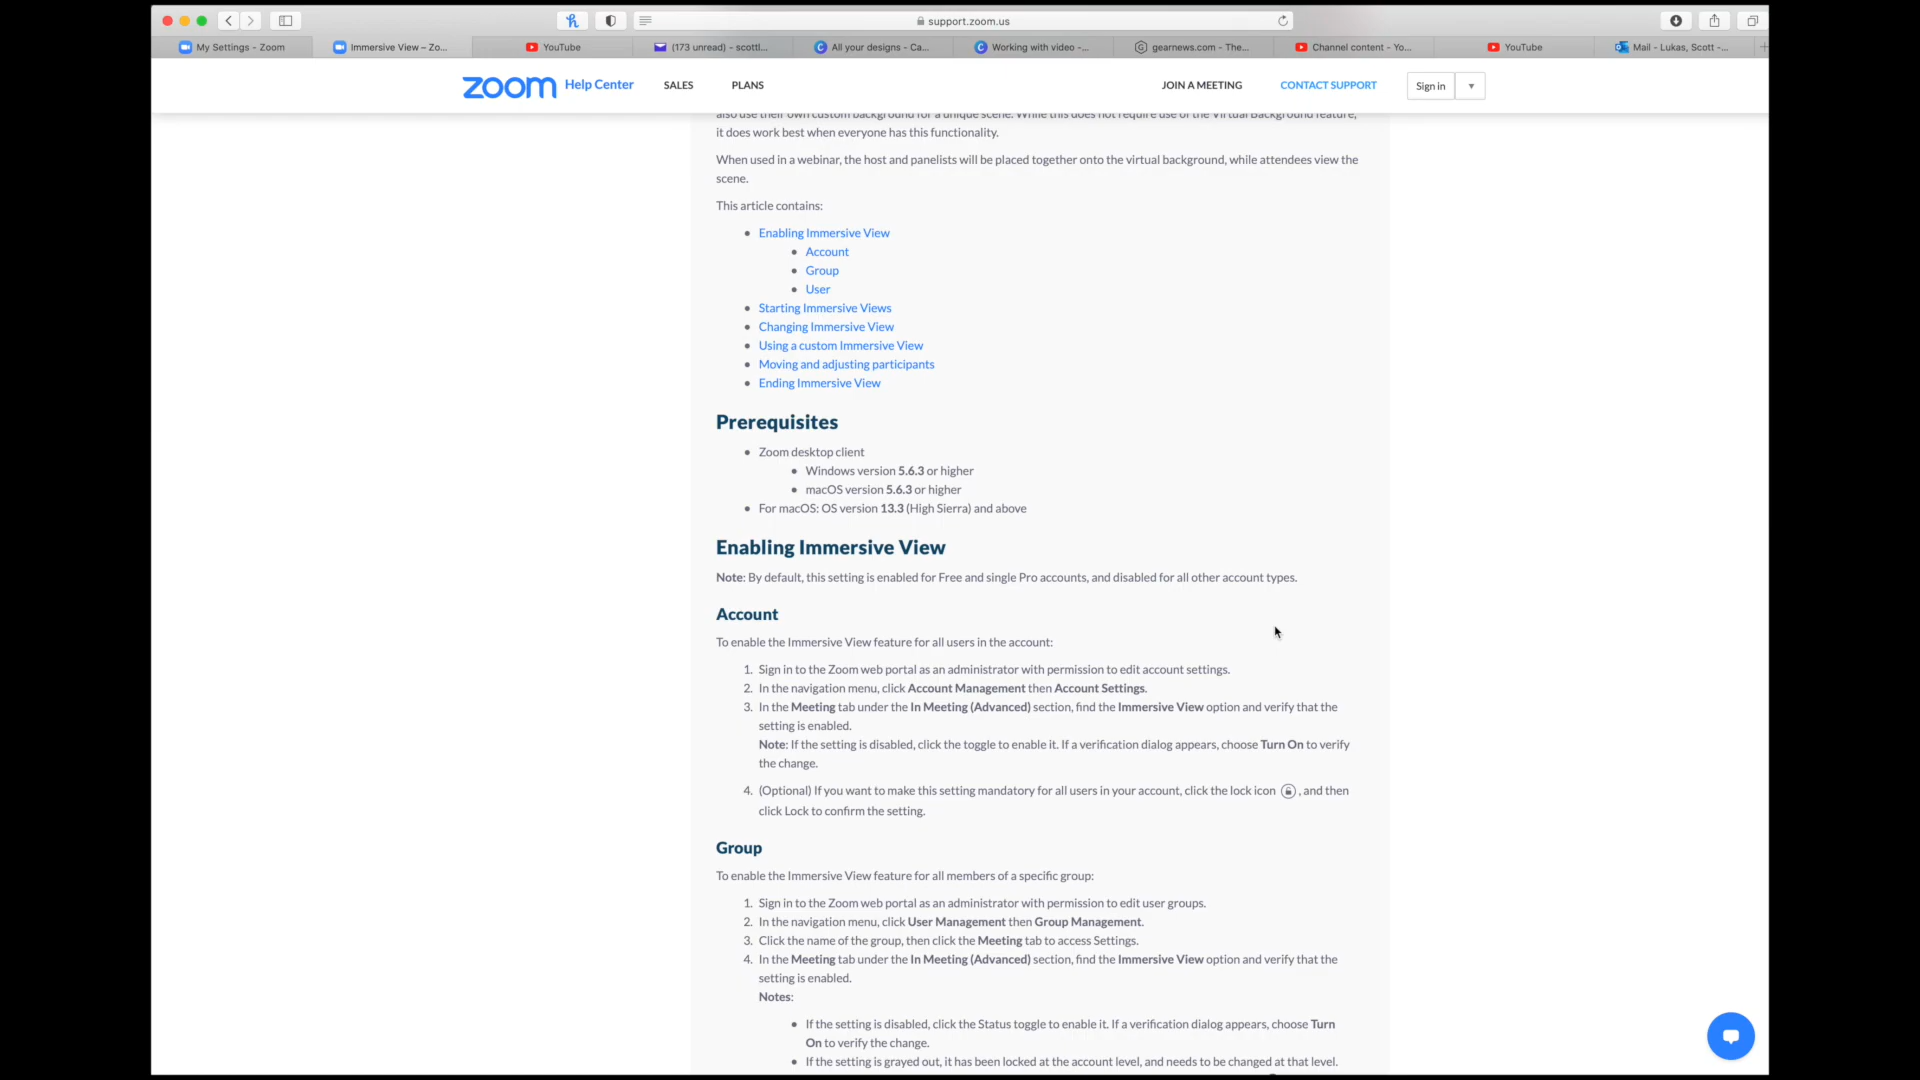 support.zoom.us
My Settings - Zoom
Immersive View – Zo...
YouTube
(173 unread) - scottl...
All your designs - Ca...
Working with video -...
gearnews.com - The...
Channel content - Yo...
YouTube
Mail - Lukas, Scott -...
zoom Help Center SALES PLANS JOIN A MEETING CONTACT SUPPORT Sign in
also use their own custom background for a unique scene. While this does not require use of the Virtual Background feature,
it does work best when everyone has this functionality.
When used in a webinar, the host and panelists will be placed together onto the virtual background, while attendees view the
scene.
This article contains:
Enabling Immersive View
Account
Group
User
Starting Immersive Views
Changing Immersive View
Using a custom Immersive View
Moving and adjusting participants
Ending Immersive View
Prerequisites
Zoom desktop client
Windows version 5.6.3 or higher
macOS version 5.6.3 or higher
For macOS: OS version 13.3 (High Sierra) and above
Enabling Immersive View
Note: By default, this setting is enabled for Free and single Pro accounts, and disabled for all other account types.
Account
To enable the Immersive View feature for all users in the account:
1. Sign in to the Zoom web portal as an administrator with permission to edit account settings.
2. In the navigation menu, click Account Management then Account Settings.
3. In the Meeting tab under the In Meeting (Advanced) section, find the Immersive View option and verify that the
setting is enabled.
Note: If the setting is disabled, click the toggle to enable it. If a verification dialog appears, choose Turn On to verify
the change.
4. (Optional) If you want to make this setting mandatory for all users in your account, click the lock icon , and then
click Lock to confirm the setting.
Group
To enable the Immersive View feature for all members of a specific group:
1. Sign in to the Zoom web portal as an administrator with permission to edit user groups.
2. In the navigation menu, click User Management then Group Management.
3. Click the name of the group, then click the Meeting tab to access Settings.
4. In the Meeting tab under the In Meeting (Advanced) section, find the Immersive View option and verify that the
setting is enabled.
Notes:
If the setting is disabled, click the Status toggle to enable it. If a verification dialog appears, choose Turn
On to verify the change.
If the setting is grayed out, it has been locked at the account level, and needs to be changed at that level.